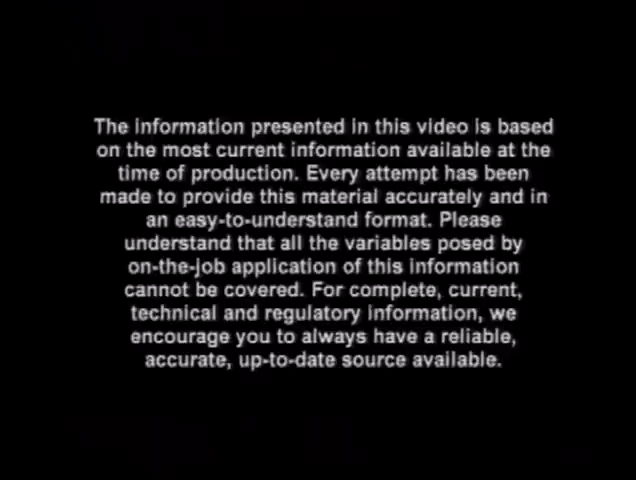 The information presented in this video is based
on the most current information available at the
time of production. Every attempt has been
made to provide this material accurately and in
an easy-to-understand format. Please
understand that all the variables posed by
on-the-job application of this information
cannot be covered. For complete, current,
technical and regulatory information, we
encourage you to always have a reliable,
accurate, up-to-date source available.